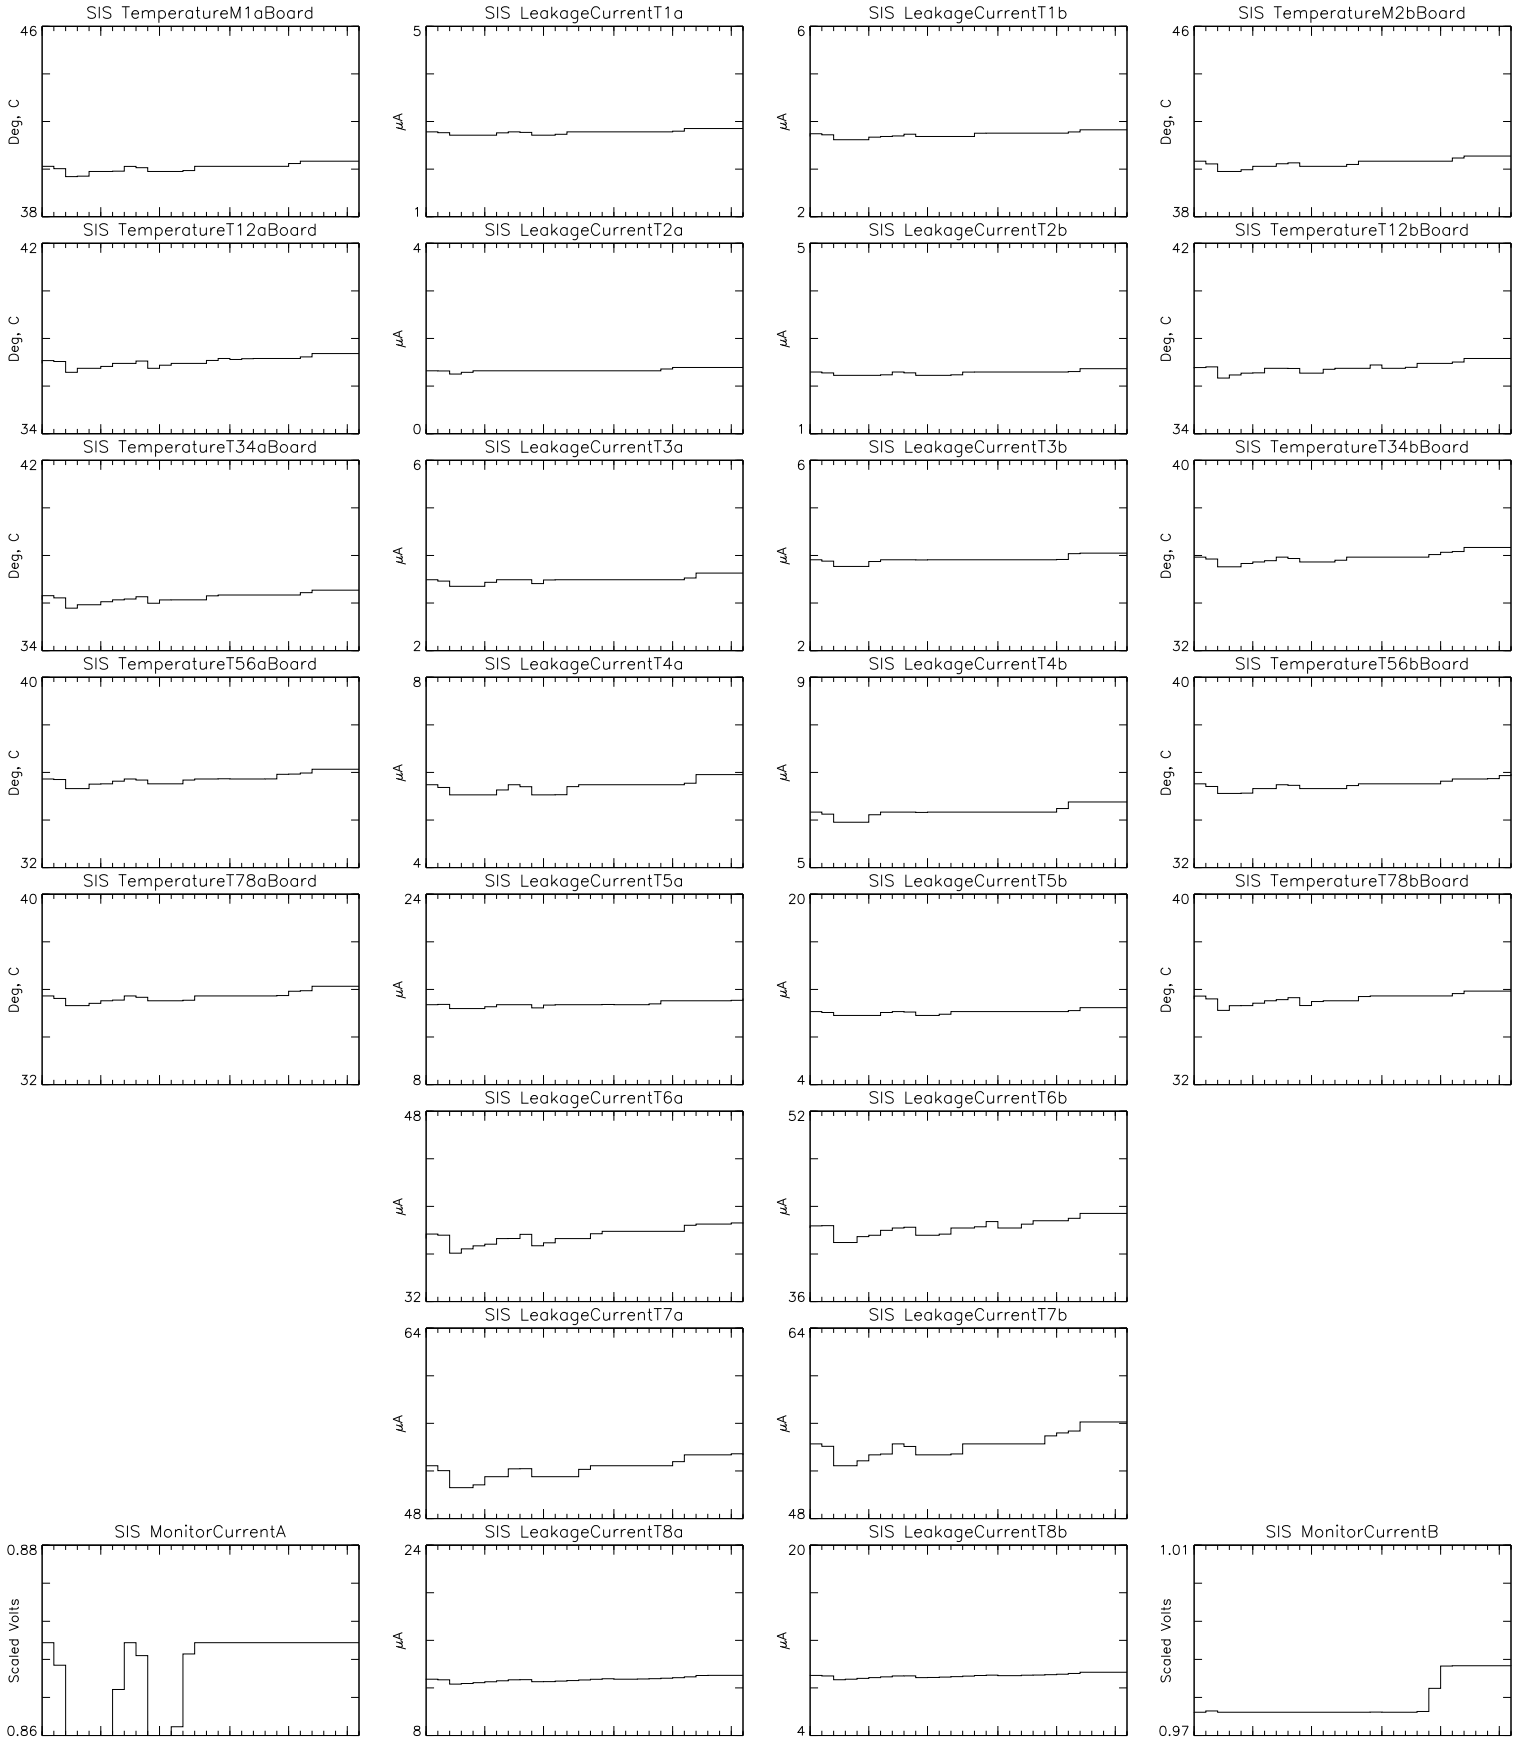 SIS TemperatureM1aBoard
46
Deg, C
38
SIS LeakageCurrentT1a
5
μA
1
SIS LeakageCurrentT1b
6
μA
2
SIS TemperatureM2bBoard
46
Deg, C
38
SIS TemperatureT12aBoard
42
Deg, C
34
SIS LeakageCurrentT2a
4
μA
0
SIS LeakageCurrentT2b
5
μA
1
SIS TemperatureT12bBoard
42
Deg, C
34
SIS TemperatureT34aBoard
42
Deg, C
34
SIS LeakageCurrentT3a
6
μA
2
SIS LeakageCurrentT3b
6
μA
2
SIS TemperatureT34bBoard
40
Deg, C
32
SIS TemperatureT56aBoard
40
Deg, C
32
SIS LeakageCurrentT4a
8
μA
4
SIS LeakageCurrentT4b
9
μA
5
SIS TemperatureT56bBoard
40
Deg, C
32
SIS TemperatureT78aBoard
40
Deg, C
32
SIS LeakageCurrentT5a
24
μA
8
SIS LeakageCurrentT5b
20
μA
4
SIS TemperatureT78bBoard
40
Deg, C
32
SIS LeakageCurrentT6a
48
μA
32
SIS LeakageCurrentT6b
52
μA
36
SIS LeakageCurrentT7a
64
μA
48
SIS LeakageCurrentT7b
64
μA
48
SIS MonitorCurrentA
0.88
Scaled Volts
0.86
SIS LeakageCurrentT8a
24
μA
8
SIS LeakageCurrentT8b
20
μA
4
SIS MonitorCurrentB
1.01
Scaled Volts
0.97